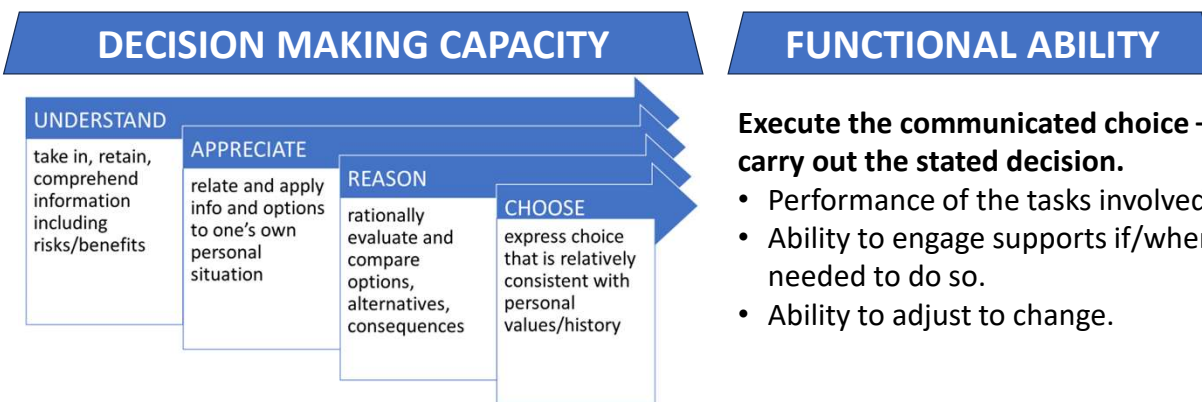 DECISION MAKING CAPACITY
UNDERSTAND
take in, retain,
comprehend
information
including
risks/benefits
APPRECIATE
relate and apply
info and options
to one's own
personal
situation
REASON
rationally
evaluate and
compare
options,
alternatives,
consequences
CHOOSE
express choice
that is relatively
consistent with
personal
values/history
FUNCTIONAL ABILITY
Execute the communicated choice -
carry out the stated decision.
• Performance of the tasks involved
• Ability to engage supports if/when
needed to do so.
• Ability to adjust to change.